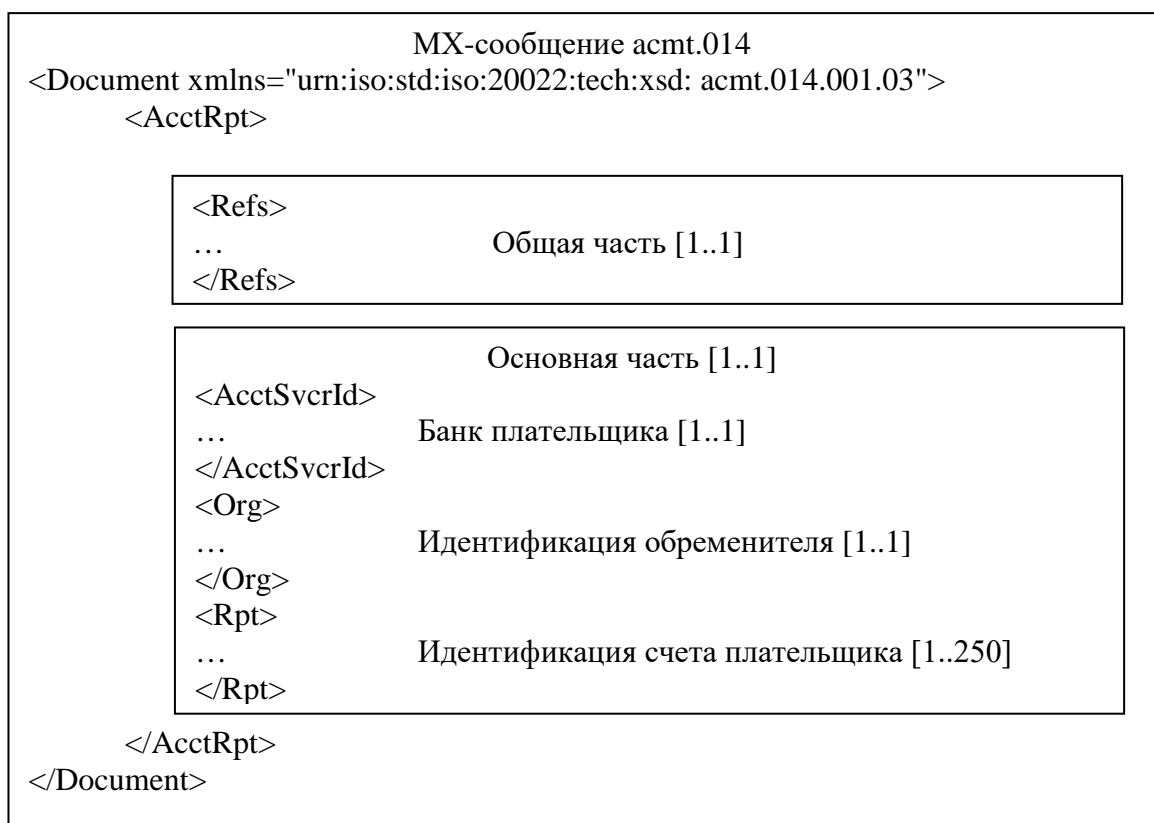 МХ-сообщение acmt.014
<Document xmlns="urn:iso:std:iso:20022:tech:xsd: acmt.014.001.03">
<AcctRpt>
<Refs>
… Общая часть [1..1]
</Refs>
Основная часть [1..1]
<AcctSvcrId>
… Банк плательщика [1..1]
</AcctSvcrId>
<Org>
… Идентификация обременителя [1..1]
</Org>
<Rpt>
… Идентификация счета плательщика [1..250]
</Rpt>
</AcctRpt>
</Document>